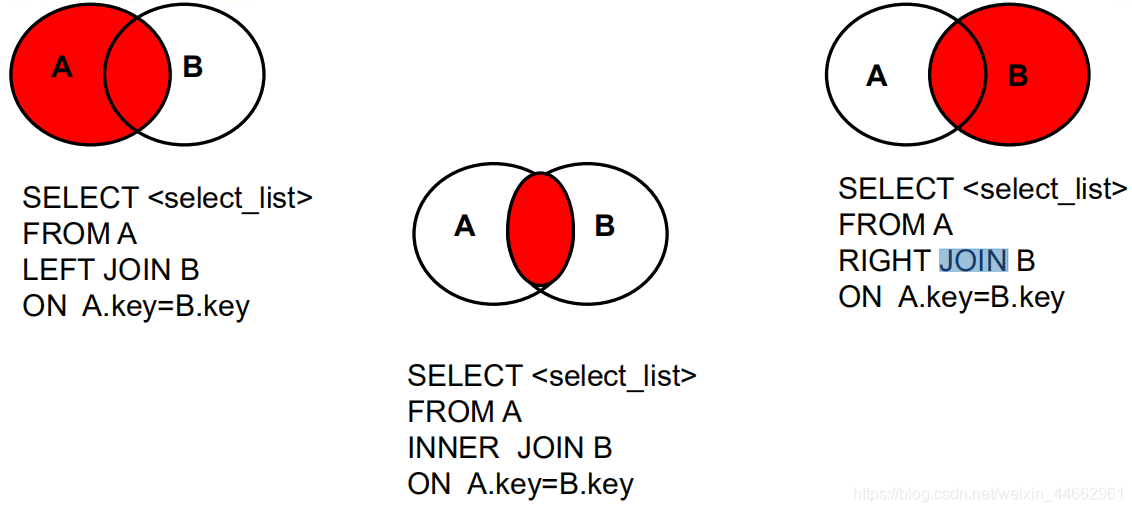 A
B
SELECT <select_list>
FROM A
LEFT JOIN B
ON A.key=B.key
A
B
SELECT <select_list>
FROM A
INNER JOIN B
ON A.key=B.key
A
B
SELECT <select_list>
FROM A
RIGHT JOIN B
ON A.key=B.key
https://blog.csdn.net/weixin_44662961